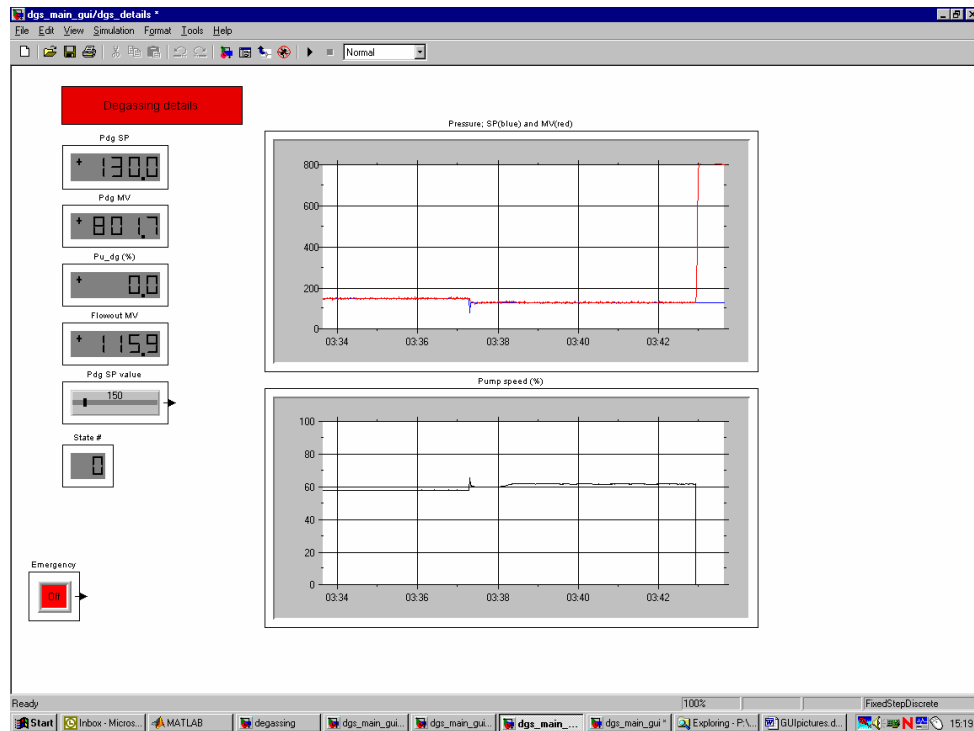 dgs_main_gui/dgs_details *
File Edit View Simulation Format Tools Help
Normal
Degassing details
Pdg SP
+ 130.0
Pdg MV
+ 801.7
Pu_dg (%)
+ 0.0
Flowout MV
+ 115.9
Pdg SP value
150
State #
0
Emergency
Off
Pressure; SP(blue) and MV(red)
800
600
400
200
0
03:34 03:36 03:38 03:40 03:42
Pump speed (%)
100
80
60
40
20
0
03:34 03:36 03:38 03:40 03:42
Ready 100% FixedStepDiscrete
Start Inbox - Micros... MATLAB degassing dgs_main_gui... dgs_main_gui... dgs_main_... dgs_main_gui * Exploring - P:\... GUIpictures.d... N 15:19